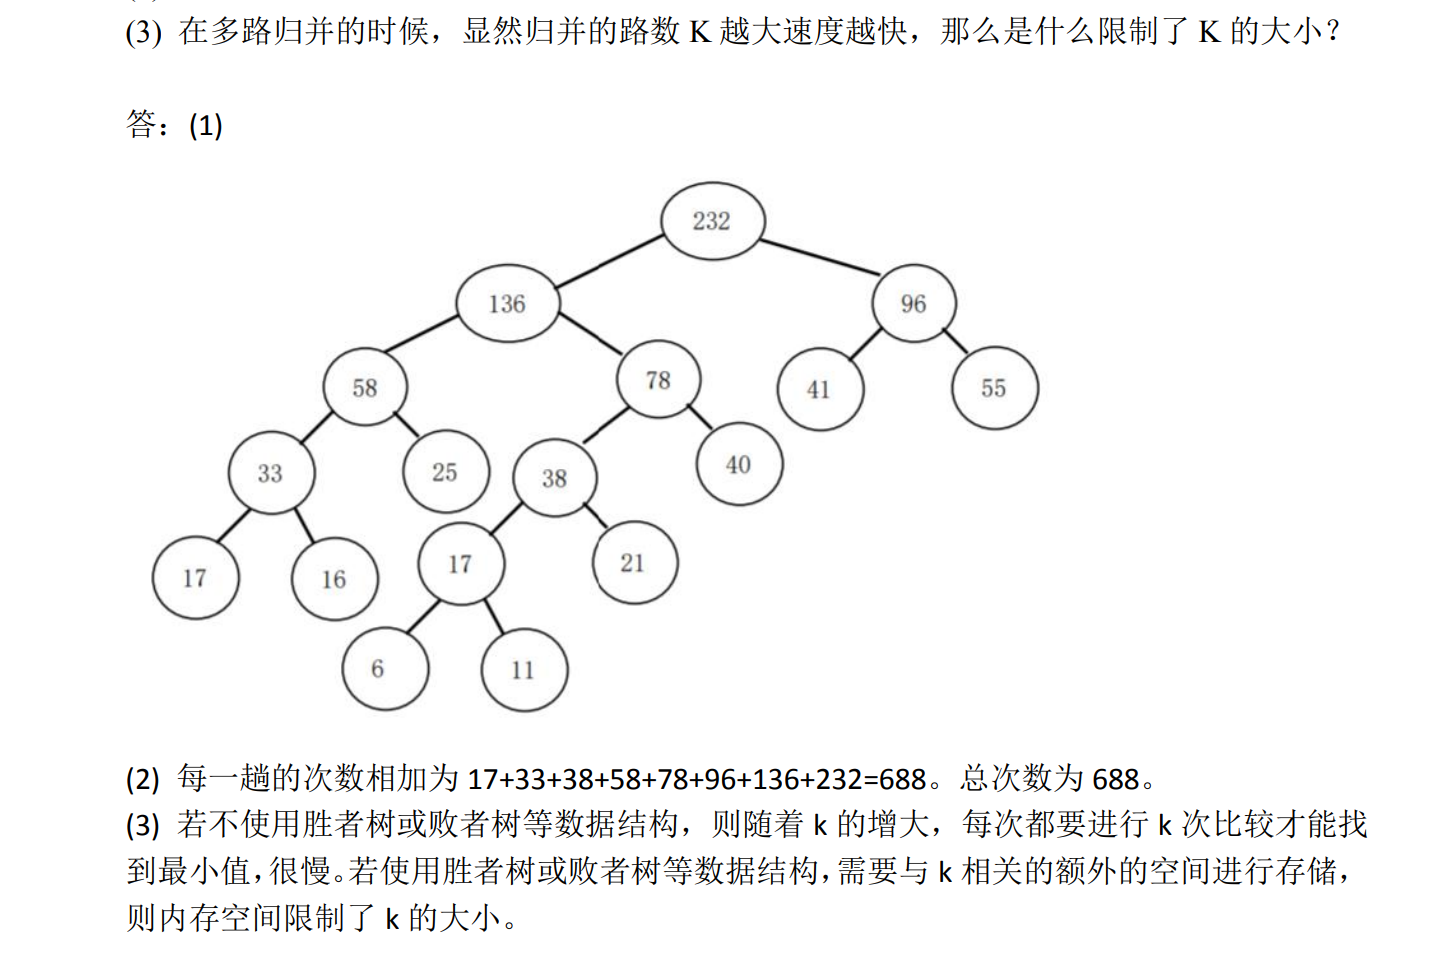 (3) 在多路归并的时候，显然归并的路数 K 越大速度越快，那么是什么限制了 K 的大小？
答：(1)
232
136
96
58
78
41
55
33
25
38
40
17
16
17
21
6
11
(2) 每一趟的次数相加为 17+33+38+58+78+96+136+232=688。总次数为 688。
(3) 若不使用胜者树或败者树等数据结构，则随着 k 的增大，每次都要进行 k 次比较才能找
到最小值，很慢。若使用胜者树或败者树等数据结构，需要与 k 相关的额外的空间进行存储，
则内存空间限制了 k 的大小。